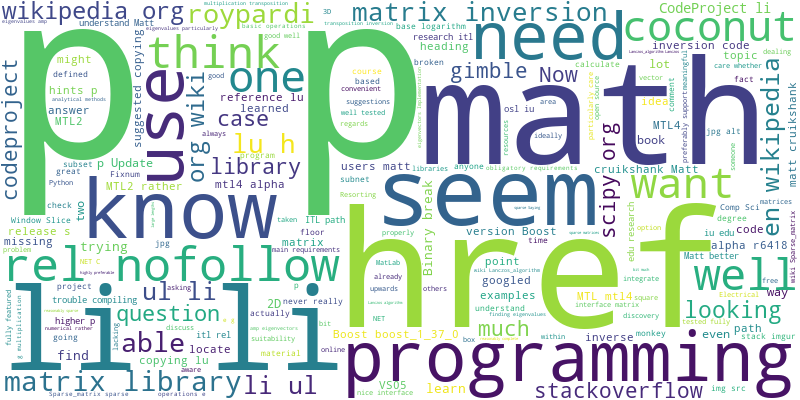 p p
math
href
li li
programming
know
seem
need
use
think
rel nofollow
coconut
want
well
one
matrix inversion
wikipedia org
roypardi
matrix library
stackoverflow
en wikipedia
scipy org
org wiki
codeproject
lu h
library
case
gimble
Now
looking
question
able
ul li
li ul
much
CodeProject li
inversion code
understand Matt
might
defined
hints p
answer
MTL2
subset
p Update
great
Fixnum
Python
check
two
MTL2 rather
mtl4 alpha
Window Slice
release s
missing
trying
trouble compiling
project
higher p
going
find
locate
copying lu
suggested copying
reference lu
learned
always
program
users matt
subnet
Resorting
floor
matrix
ITL path
taken
2D
never really
actually
discuss
suitability
itl rel
material
online
bit
examples
googled
point
version Boost
Binary break
Boost boost_1_37_0
VS05
nice interface
learn
MTL mtl4
inverse
time
understand
interface matrix
discovery
monkey
integrate
edu research
iu edu
osl iu
area
ideally
resources
anyone
libraries
obligatory requirements
heading
research itl
base logarithm
broken
calculate
based
course
convenient
suggestions
well tested
regards
3D
multiplication transposition
transposition inversion
basic operations
good well
good
eigenvalues amp
eigenvectors particularly
analytical methods
MTL4
book
idea
topic
lot
vector
comment
open source
particularly care
preferably support
meaningful
someone
fact
care whether
dealing
jpg alt
matt cruikshank
cruikshank Matt
Matt better
alpha r6418
Comp Sci
degree
code
way
path
even
stack imgur
img src
tested fully
Electrical
free
option
square
matrices
wiki Sparse_matrix
wiki Lanczos_algorithm
finding eigenvalues
sparse matrices
MatLab
properly
already
upwards
others
NET
within
box
jpg
problem
NET C
main requirements
highly preferable
fully featured
g multiplication
numerical rather
lacking
aware
asking
amp eigenvectors
Sparse_matrix sparse
operations e